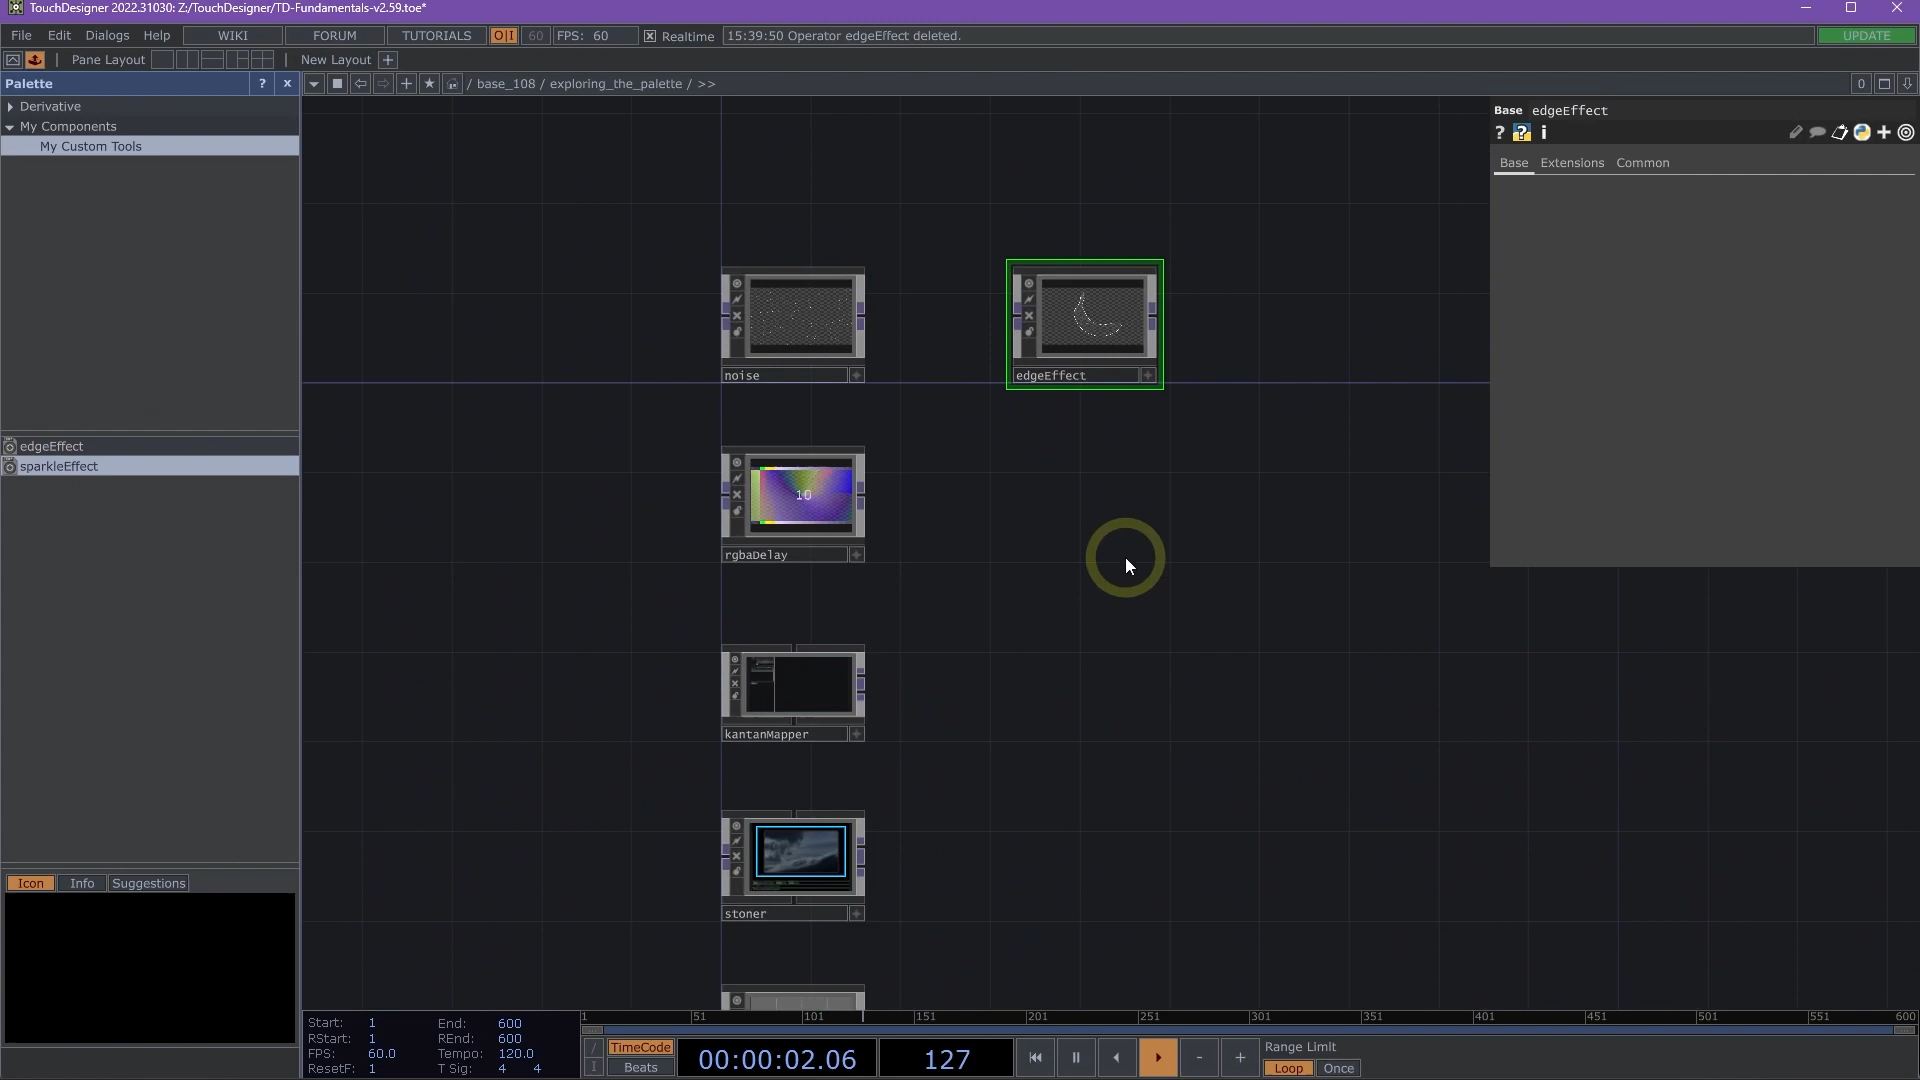 TouchDesigner 2022.31030: Z:/TouchDesigner/TD-Fundamentals-v2.59.toe*
File Edit Dialogs Help WIKI FORUM TUTORIALS O|I 60 FPS: 60 Realtime 15:39:50 Operator edgeEffect deleted. UPDATE
Pane Layout New Layout +
Palette ? x / base_108 / exploring_the_palette / >> 0
Derivative
My Components
My Custom Tools
Base edgeEffect
? ? i
Base Extensions Common
noise
edgeEffect
edgeEffect
sparkleEffect
10
rgbaDelay
kantanMapper
stoner
Icon Info Suggestions
1 51 101 151 201 251 301 351 401 451 501 551 600
Start: 1 End: 600
RStart: 1 REnd: 600
FPS: 60.0 Tempo: 120.0
ResetF: 1 T Sig: 4 4
/ TimeCode
I Beats
00:00:02.06 127
- +
Range Limit
Loop Once